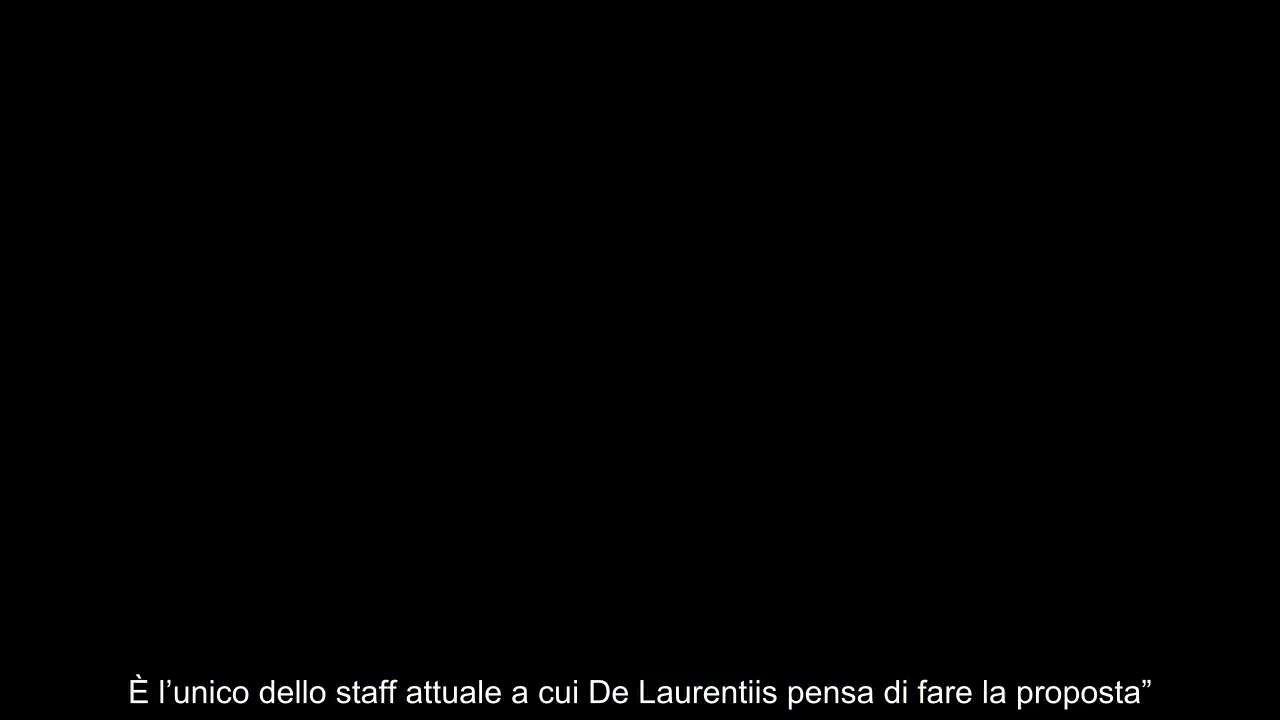 È l’unico dello staff attuale a cui De Laurentiis pensa di fare la proposta”